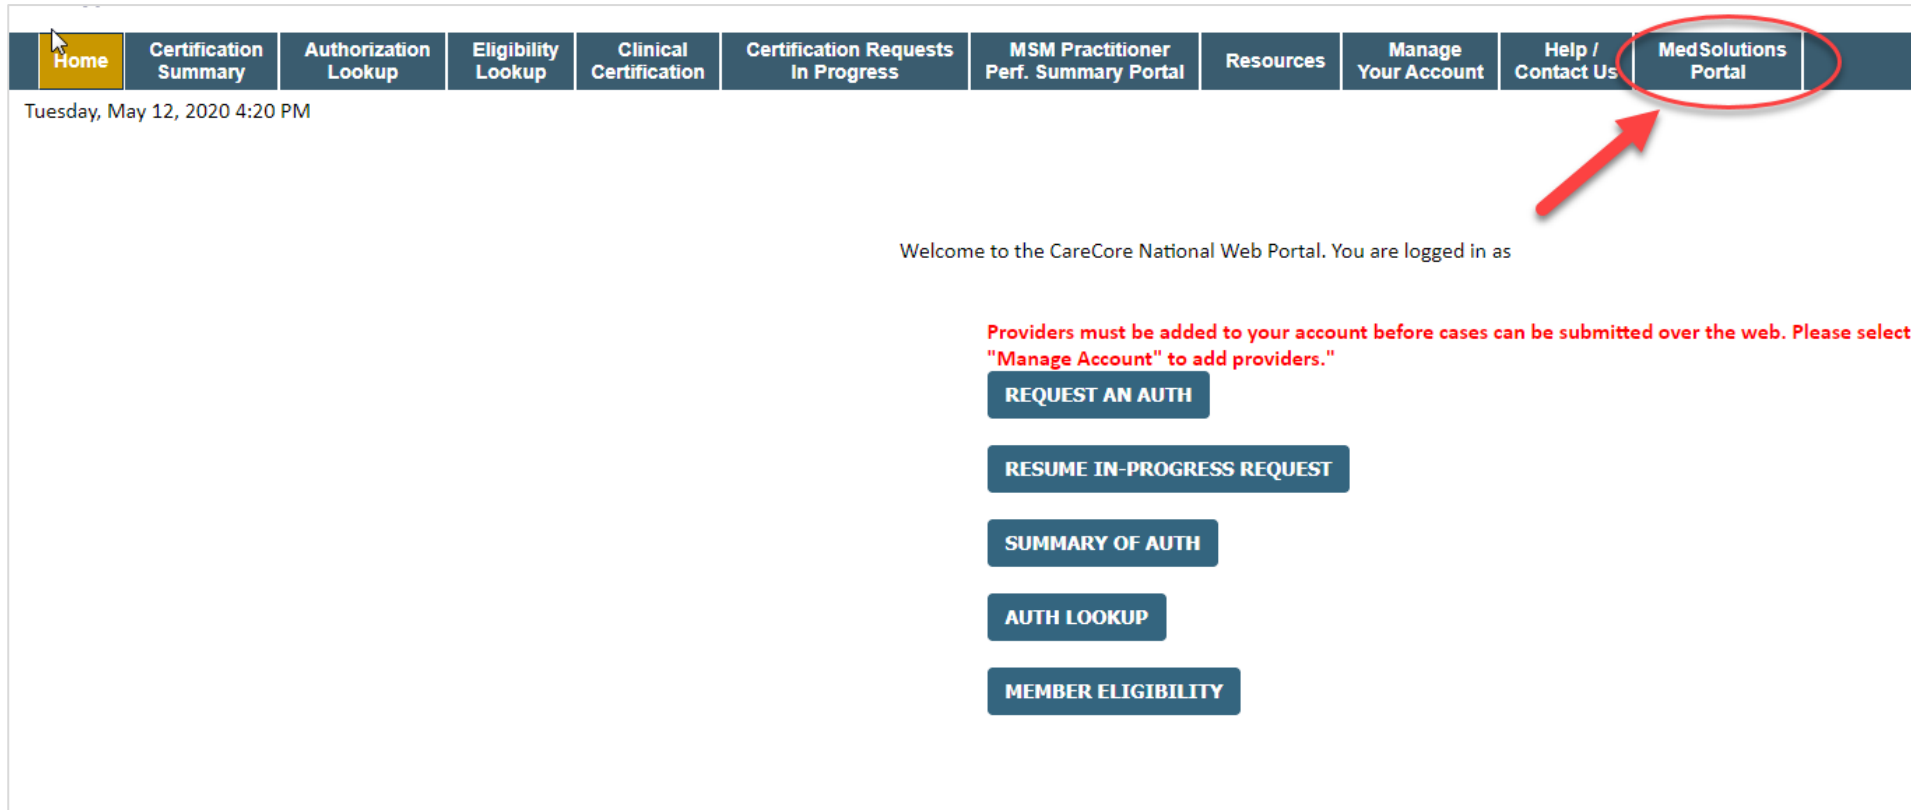 Home
Certification
Summary
Authorization
Lookup
Eligibility
Lookup
Clinical
Certification
Certification Requests
In Progress
MSM Practitioner
Perf. Summary Portal
Resources
Manage
Your Account
Help /
Contact Us
MedSolutions
Portal
Tuesday, May 12, 2020 4:20 PM
Welcome to the CareCore National Web Portal. You are logged in as
Providers must be added to your account before cases can be submitted over the web. Please select
"Manage Account" to add providers."
REQUEST AN AUTH
RESUME IN-PROGRESS REQUEST
SUMMARY OF AUTH
AUTH LOOKUP
MEMBER ELIGIBILITY